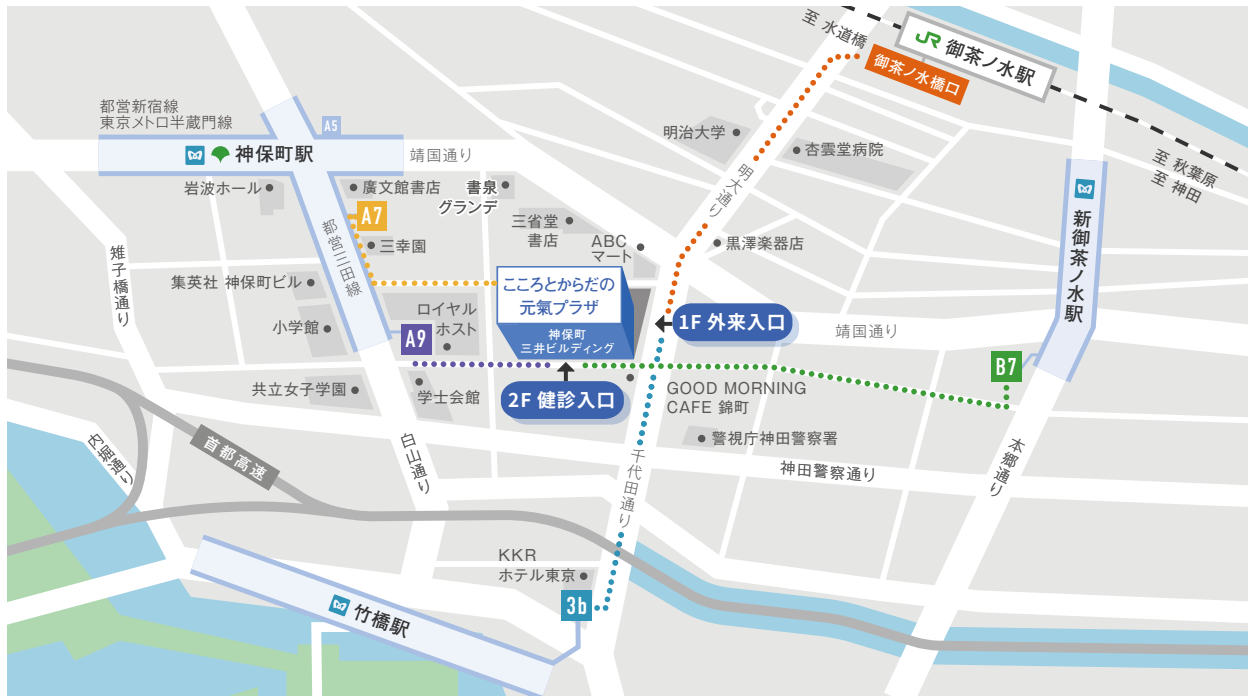 至 水道橋
JR 御茶ノ水駅
御茶ノ水橋口
都営新宿線
東京メトロ半蔵門線
A5
神保町駅
靖国通り
明治大学
杏雲堂病院
至 秋葉原
至 神田
明大通り
岩波ホール
廣文館書店
書泉
グランデ
A7
三省堂
書店
ABC
マート
黒澤楽器店
新御茶ノ水駅
都営三田線
三幸園
雉子橋通り
集英社 神保町ビル
こころとからだの
元氣プラザ
神保町
三井ビルディング
1F 外来入口
靖国通り
小学館
ロイヤル
ホスト
A9
B7
2F 健診入口
共立女子学園
学士会館
GOOD MORNING
CAFE 錦町
警視庁神田警察署
神田警察通り
内堀通り
首都高速
白山通り
千代田通り
本郷通り
KKR
ホテル東京
3b
竹橋駅